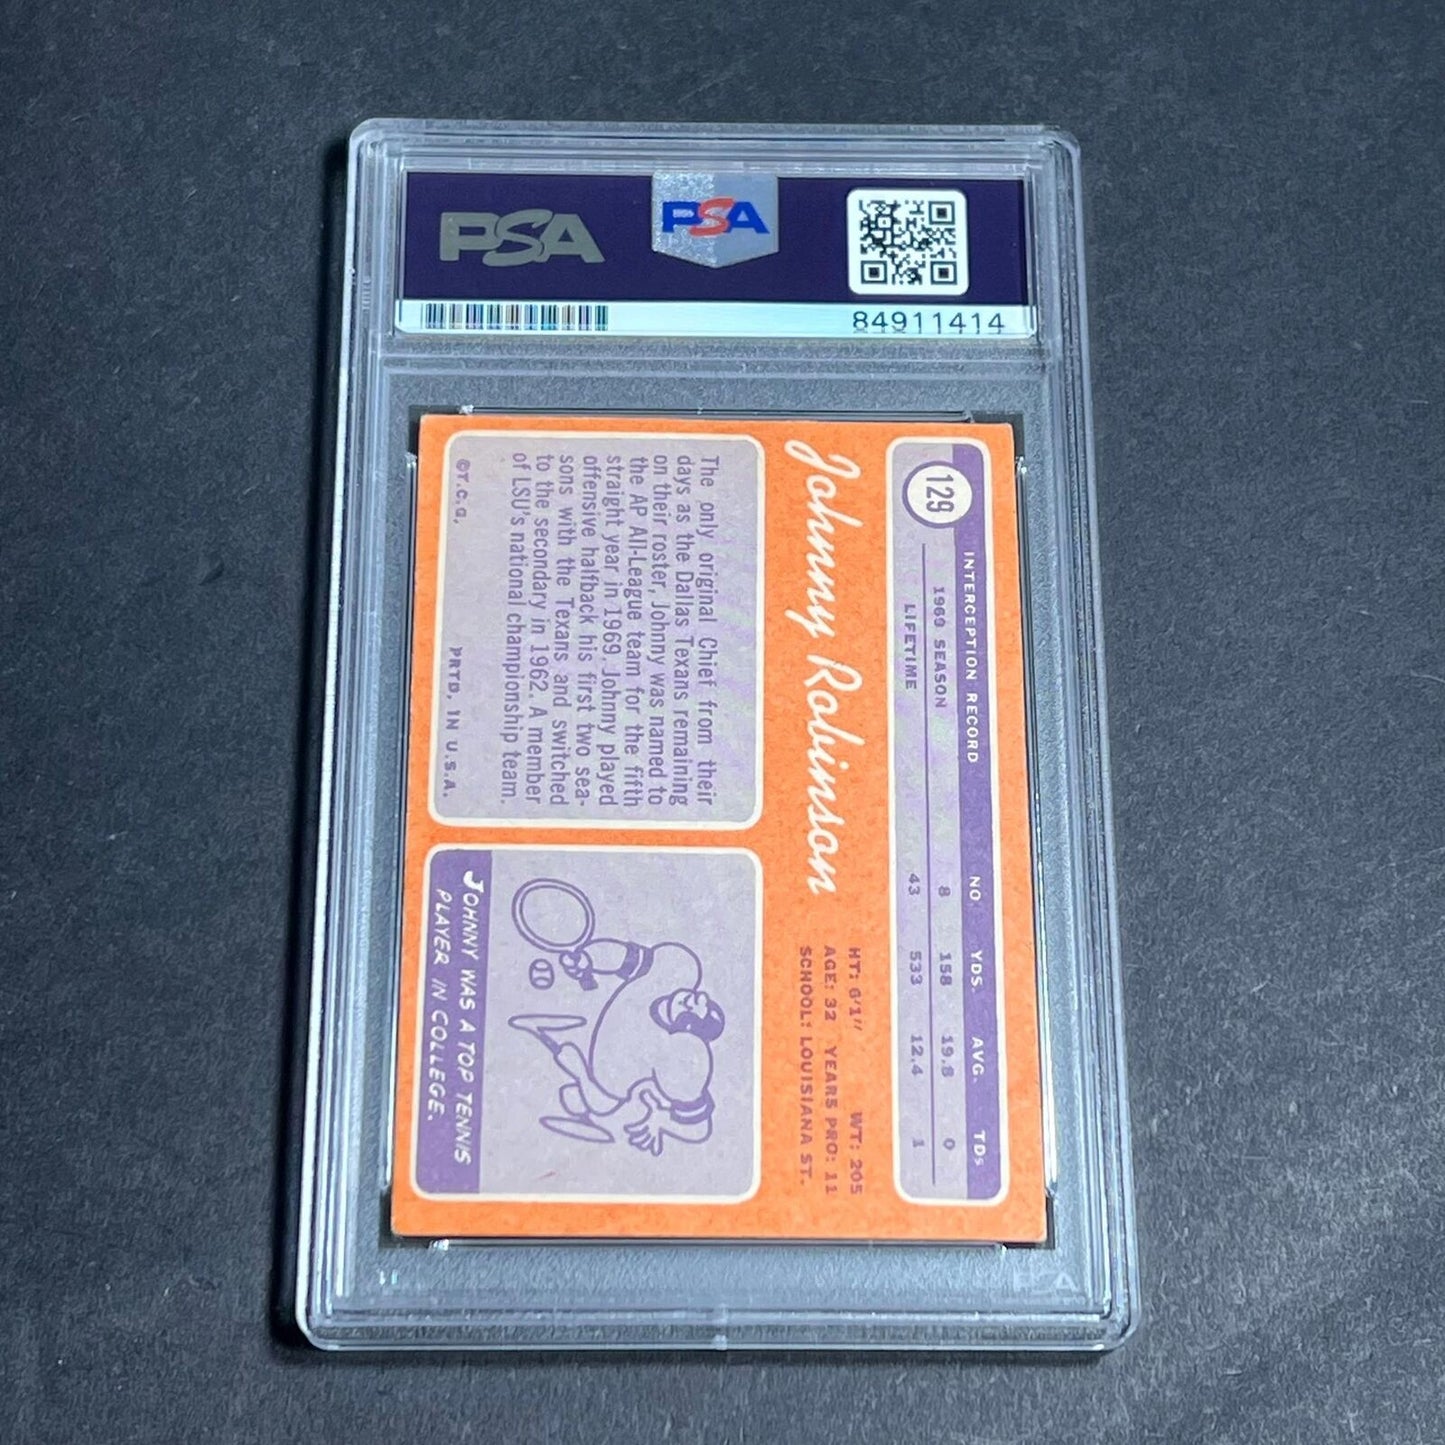 PSA
PSA
84911414
129
INTERCEPTION RECORD NO. YDS. AVG. TDs
1969 SEASON 8 158 19.8 0
LIFETIME 43 533 12.4 1
Johnny Robinson
HT: 6'1" WT: 205
AGE: 32 YEARS PRO: 11
SCHOOL: LOUISIANA ST.
The only original Chief from their
days as the Dallas Texans remaining
on their roster, Johnny was named to
the AP All-League team for the fifth
straight year in 1969. Johnny played
offensive halfback his first two sea-
sons with the Texans and switched
to the secondary in 1962. A member
of LSU's national championship team.
©T.C.G. PRTD. IN U.S.A.
JOHNNY WAS A TOP TENNIS
PLAYER IN COLLEGE.
PSA